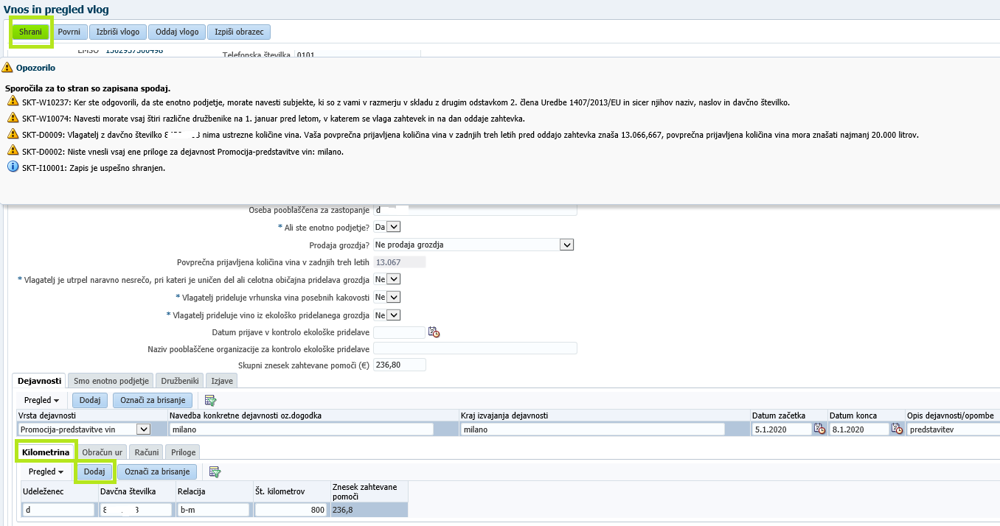 Vnos in pregled vlog
Shrani Povrni Izbriši vlogo Oddaj vlogo Izpiši obrazec
Telefonska številka 0101
Opozorilo
Sporočila za to stran so zapisana spodaj.
SKT-W10237: Ker ste odgovorili, da ste enotno podjetje, morate navesti subjekte, ki so z vami v razmerju v skladu z drugim odstavkom 2. člena Uredbe 1407/2013/EU in sicer njihov naziv, naslov in davčno številko.
SKT-W10074: Navesti morate vsaj štiri različne družbenike na 1. januar pred letom, v katerem se vlaga zahtevek in na dan oddaje zahtevka.
SKT-D0009: Vlagatelj z davčno številko 8 3 nima ustrezne količine vina. Vaša povprečna prijavljena količina vina v zadnjih treh letih pred oddajo zahtevka znaša 13.066,667, povprečna prijavljena količina vina mora znašati najmanj 20.000 litrov.
SKT-D0002: Niste vnesli vsaj ene priloge za dejavnost Promocija-predstavitve vin: milano.
SKT-I10001: Zapis je uspešno shranjen.
Oseba pooblaščena za zastopanje d
* Ali ste enotno podjetje? Da
Prodaja grozdja? Ne prodaja grozdja
Povprečna prijavljena količina vina v zadnjih treh letih 13.067
* Vlagatelj je utrpel naravno nesrečo, pri kateri je uničen del ali celotna običajna pridelava grozdja Ne
* Vlagatelj prideluje vrhunska vina posebnih kakovosti Ne
* Vlagatelj prideluje vino iz ekološko pridelanega grozdja Ne
Datum prijave v kontrolo ekološke pridelave
Naziv pooblaščene organizacije za kontrolo ekološke pridelave
Skupni znesek zahtevane pomoči (€) 236,80
Dejavnosti Smo enotno podjetje Družbeniki Izjave
Pregled Dodaj Označi za brisanje
Vrsta dejavnosti Navedba konkretne dejavnosti oz.dogodka Kraj izvajanja dejavnosti Datum začetka Datum konca Opis dejavnosti/opombe
Promocija-predstavitve vin milano milano 5.1.2020 8.1.2020 predstavitev
Kilometrina Obračun ur Računi Priloge
Pregled Dodaj Označi za brisanje
Udeleženec Davčna številka Relacija Št. kilometrov Znesek zahtevane pomoči
d 8 3 b-m 800 236,8